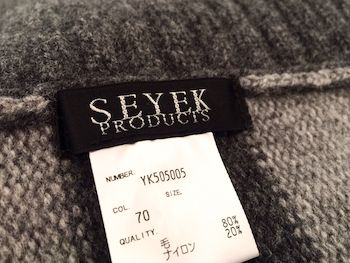 SEYEK
PRODUCTS
NUMBER. YK505005
SIZE.
COL. 70
QUALITY. 毛 80%
ナイロン 20%